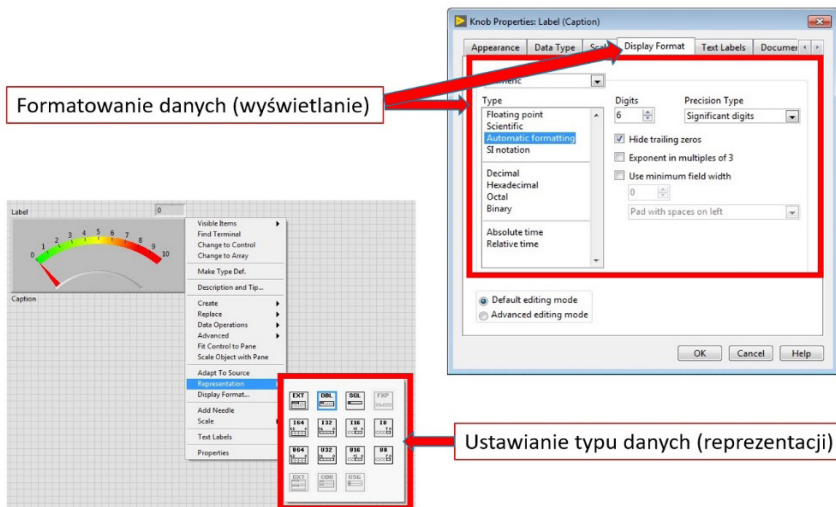 Knob Properties: Label (Caption)
Appearance Data Type Scale Display Format Text Labels Documen
Formatowanie danych (wyświetlanie)
Type
Digits
Precision Type
Floating point
Scientific
Automatic formatting
SI notation
Decimal
Hexadecimal
Octal
Binary
Absolute time
Relative time
6
Significant digits
Hide trailing zeros
Exponent in multiples of 3
Use minimum field width
0
Pad with spaces on left
Default editing mode
Advanced editing mode
OK Cancel Help
Label
0
0 1 2 3 4 5 6 7 8 9 10
Caption
Visible Items
Find Terminal
Change to Control
Change to Array
Make Type Def.
Description and Tip...
Create
Replace
Data Operations
Advanced
Fit Control to Pane
Scale Object with Pane
Adapt To Source
Representation
Display Format...
Add Needle
Scale
Text Labels
Properties
EXT DBL SGL FXP
I64 I32 I16 I8
U64 U32 U16 U8
CXT CDB CSG
Ustawianie typu danych (reprezentacji)